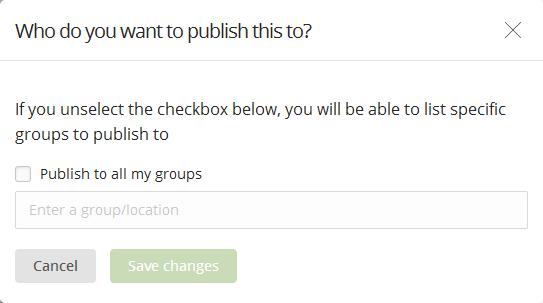 Who do you want to publish this to?
If you unselect the checkbox below, you will be able to list specific
groups to publish to
Publish to all my groups
Enter a group/location
Cancel
Save changes